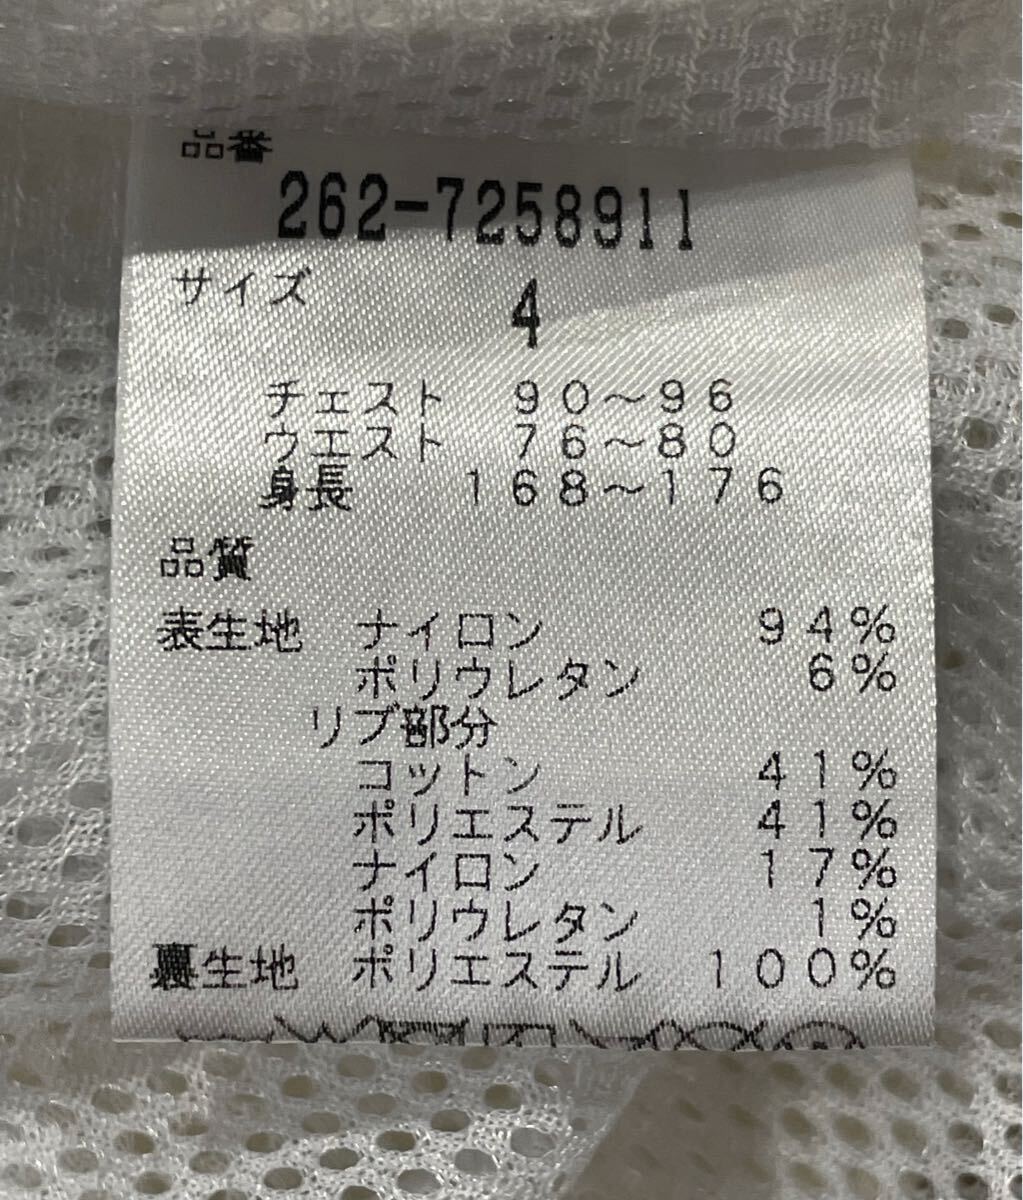 品番
262-7258911
サイズ 4
チェスト 90～96
ウエスト 76～80
身長 168～176
品質
表生地 ナイロン 94%
ポリウレタン 6%
リブ部分
コットン 41%
ポリエステル 41%
ナイロン 17%
ポリウレタン 1%
裏生地 ポリエステル 100%